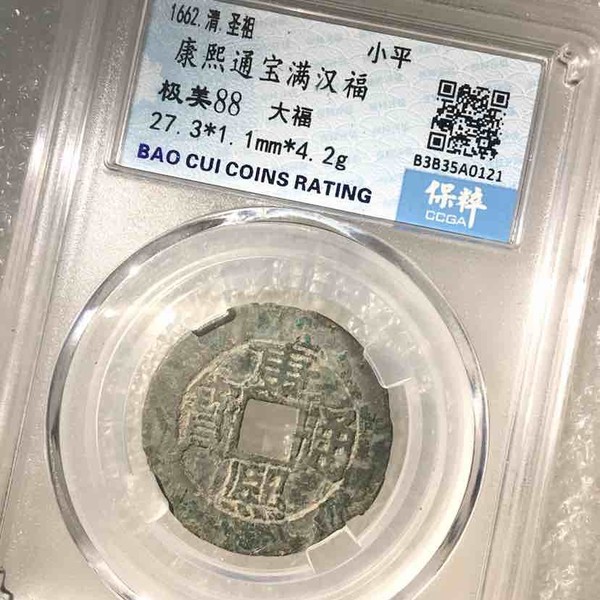 1662.清.圣祖
小平
康熙通宝满汉福
极美88 大福
27.3*1.1mm*4.2g
B3B35A0121
BAO CUI COINS RATING
保粹
CCGA
康
熙
通
寳